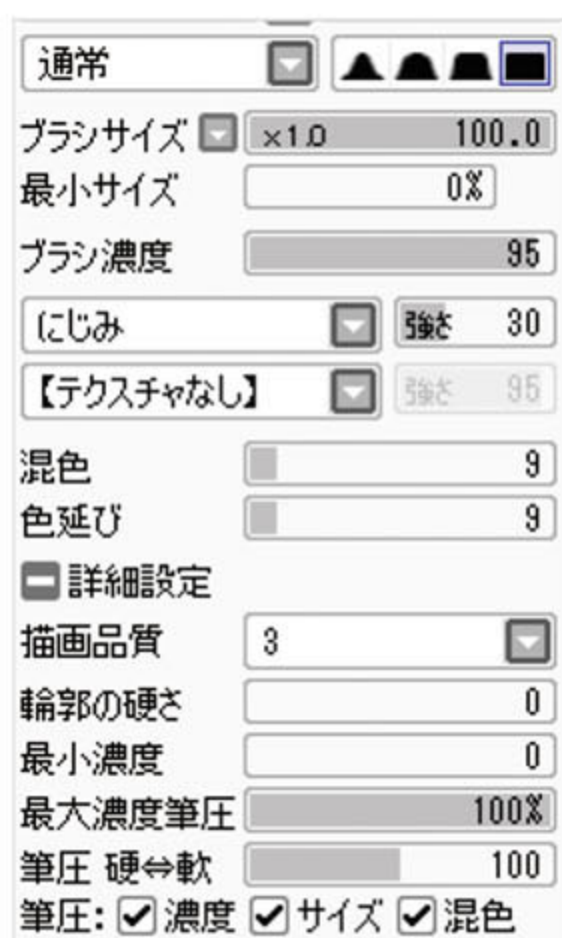 通常
ブラシサイズ ×1.0 100.0
最小サイズ 0%
ブラシ濃度 95
にじみ 強さ 30
【テクスチャなし】 強さ 95
混色 9
色延び 9
詳細設定
描画品質 3
輪郭の硬さ 0
最小濃度 0
最大濃度筆圧 100%
筆圧 硬⇔軟 100
筆圧: 濃度 サイズ 混色